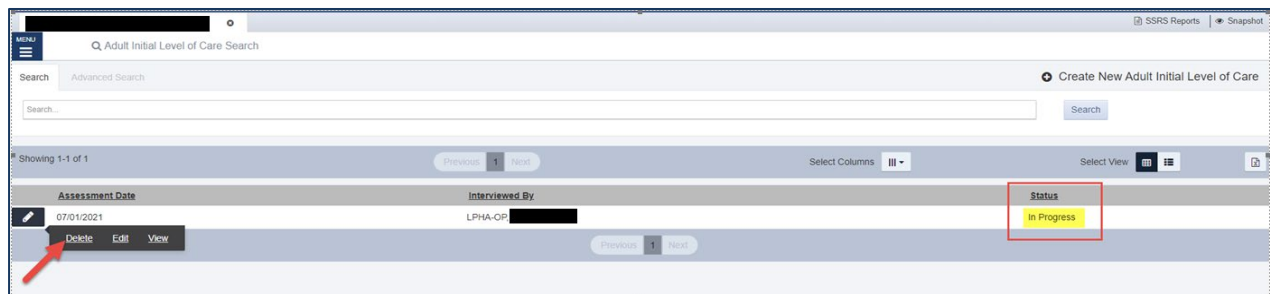 SSRS Reports Snapshot
MENU
Adult Initial Level of Care Search
Search Advanced Search Create New Adult Initial Level of Care
Search... Search
Showing 1-1 of 1 Previous 1 Next Select Columns Select View
Assessment Date Interviewed By Status
07/01/2021 LPHA-OP, In Progress
Delete Edit View
Previous 1 Next